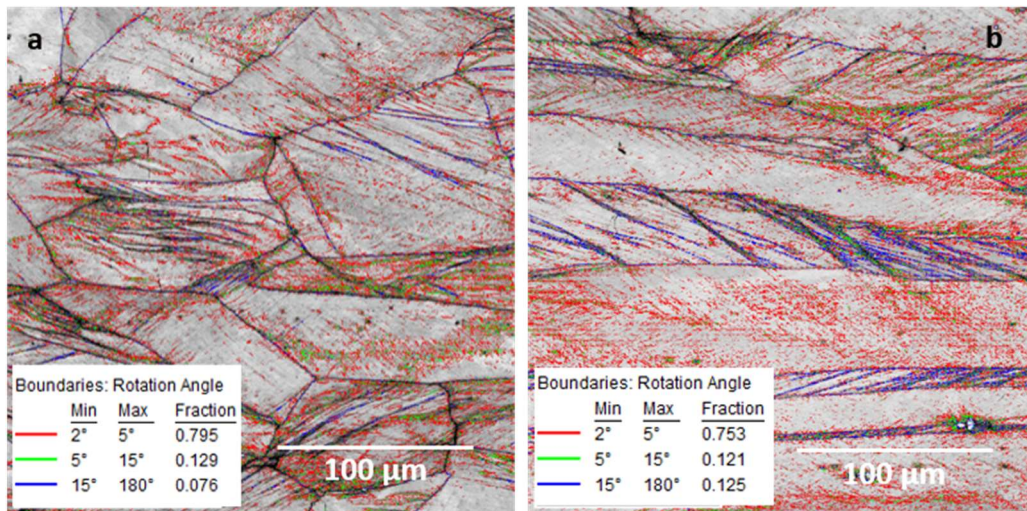 a
Boundaries: Rotation Angle
Min Max Fraction
2° 5° 0.795
5° 15° 0.129
15° 180° 0.076
100 µm
b
Boundaries: Rotation Angle
Min Max Fraction
2° 5° 0.753
5° 15° 0.121
15° 180° 0.125
100 µm